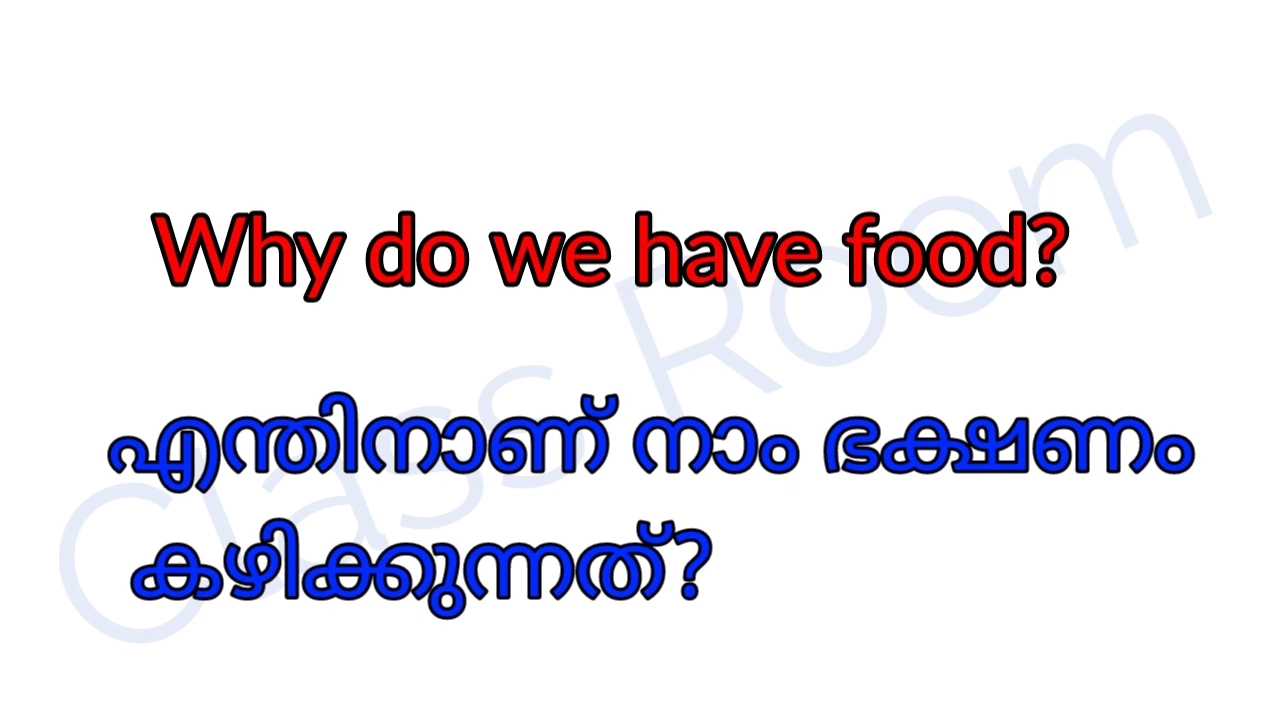 Why do we have food?
എന്തിനാണ് നാം ഭക്ഷണം
കഴിക്കുന്നത്?
Class Room